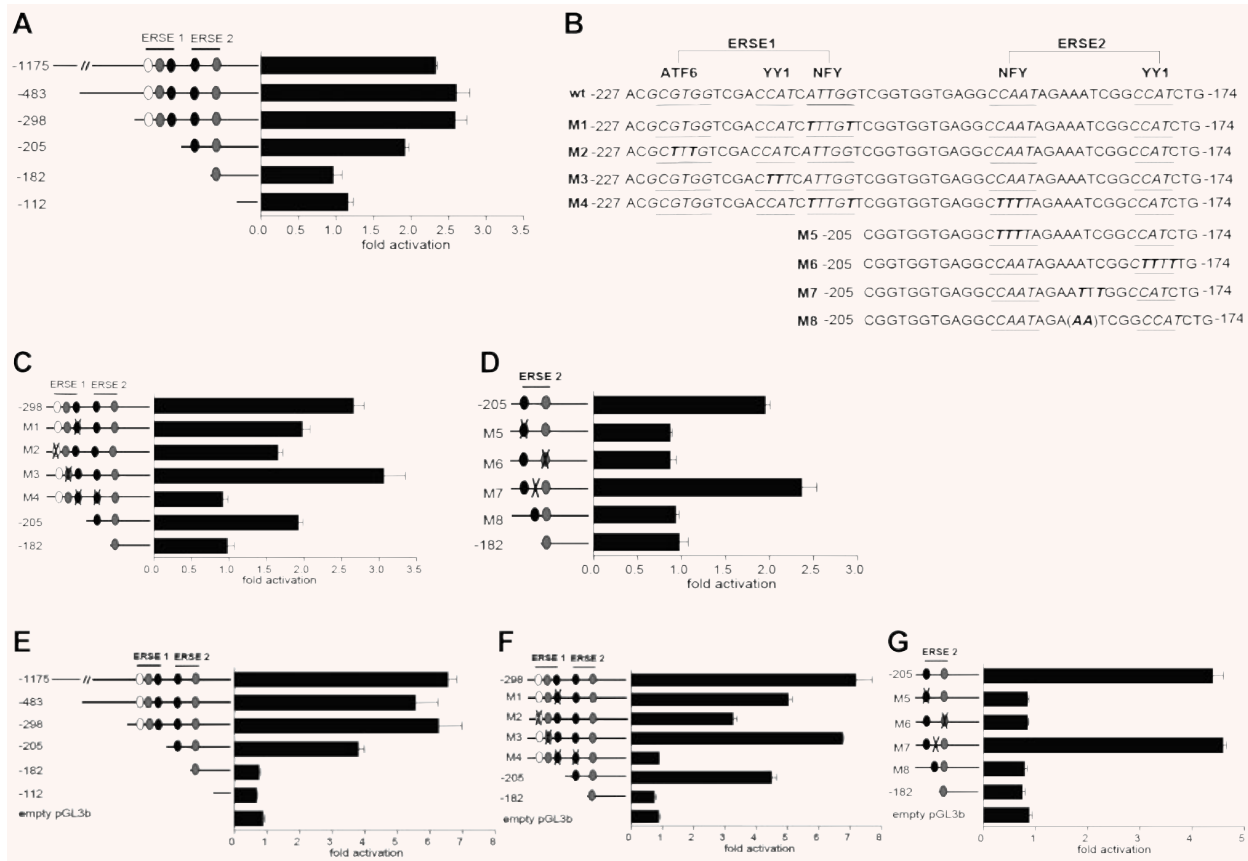 A
ERSE 1 ERSE 2
-1175
-483
-298
-205
-182
-112
0.0 0.5 1.0 1.5 2.0 2.5 3.0 3.5
fold activation
B
ERSE1 ERSE2
ATF6 YY1 NFY NFY YY1
wt -227 ACGCGTGGTCGACCATCATTGGTCGGTGGTGAGGCCAATAGAAATCGGCCATCTG -174
M1 -227 ACGCGTGGTCGACCATCTTTGTTCGGTGGTGAGGCCAATAGAAATCGGCCATCTG -174
M2 -227 ACGCTTTGTCGACCATCATTGGTCGGTGGTGAGGCCAATAGAAATCGGCCATCTG -174
M3 -227 ACGCGTGGTCGACTTTCATTGGTCGGTGGTGAGGCCAATAGAAATCGGCCATCTG -174
M4 -227 ACGCGTGGTCGACCATCTTTGTTCGGTGGTGAGGCTTTTAGAAATCGGCCATCTG -174
M5 -205 CGGTGGTGAGGCTTTTAGAAATCGGCCATCTG -174
M6 -205 CGGTGGTGAGGCCAATAGAAATCGGCTTTTTG -174
M7 -205 CGGTGGTGAGGCCAATAGAATTTGGCCATCTG -174
M8 -205 CGGTGGTGAGGCCAATAGA(AA)TCGGCCATCTG -174
C
ERSE 1 ERSE 2
-298
M1
M2
M3
M4
-205
-182
0.0 0.5 1.0 1.5 2.0 2.5 3.0 3.5
fold activation
D
ERSE 2
-205
M5
M6
M7
M8
-182
0.0 0.5 1.0 1.5 2.0 2.5 3.0
fold activation
E
ERSE 1 ERSE 2
-1175
-483
-298
-205
-182
-112
empty pGL3b
0 1 2 3 4 5 6 7 8
fold activation
F
ERSE 1 ERSE 2
-298
M1
M2
M3
M4
-205
-182
empty pGL3b
0 1 2 3 4 5 6 7 8
fold activation
G
ERSE 2
-205
M5
M6
M7
M8
-182
empty pGL3b
0 1 2 3 4 5
fold activation